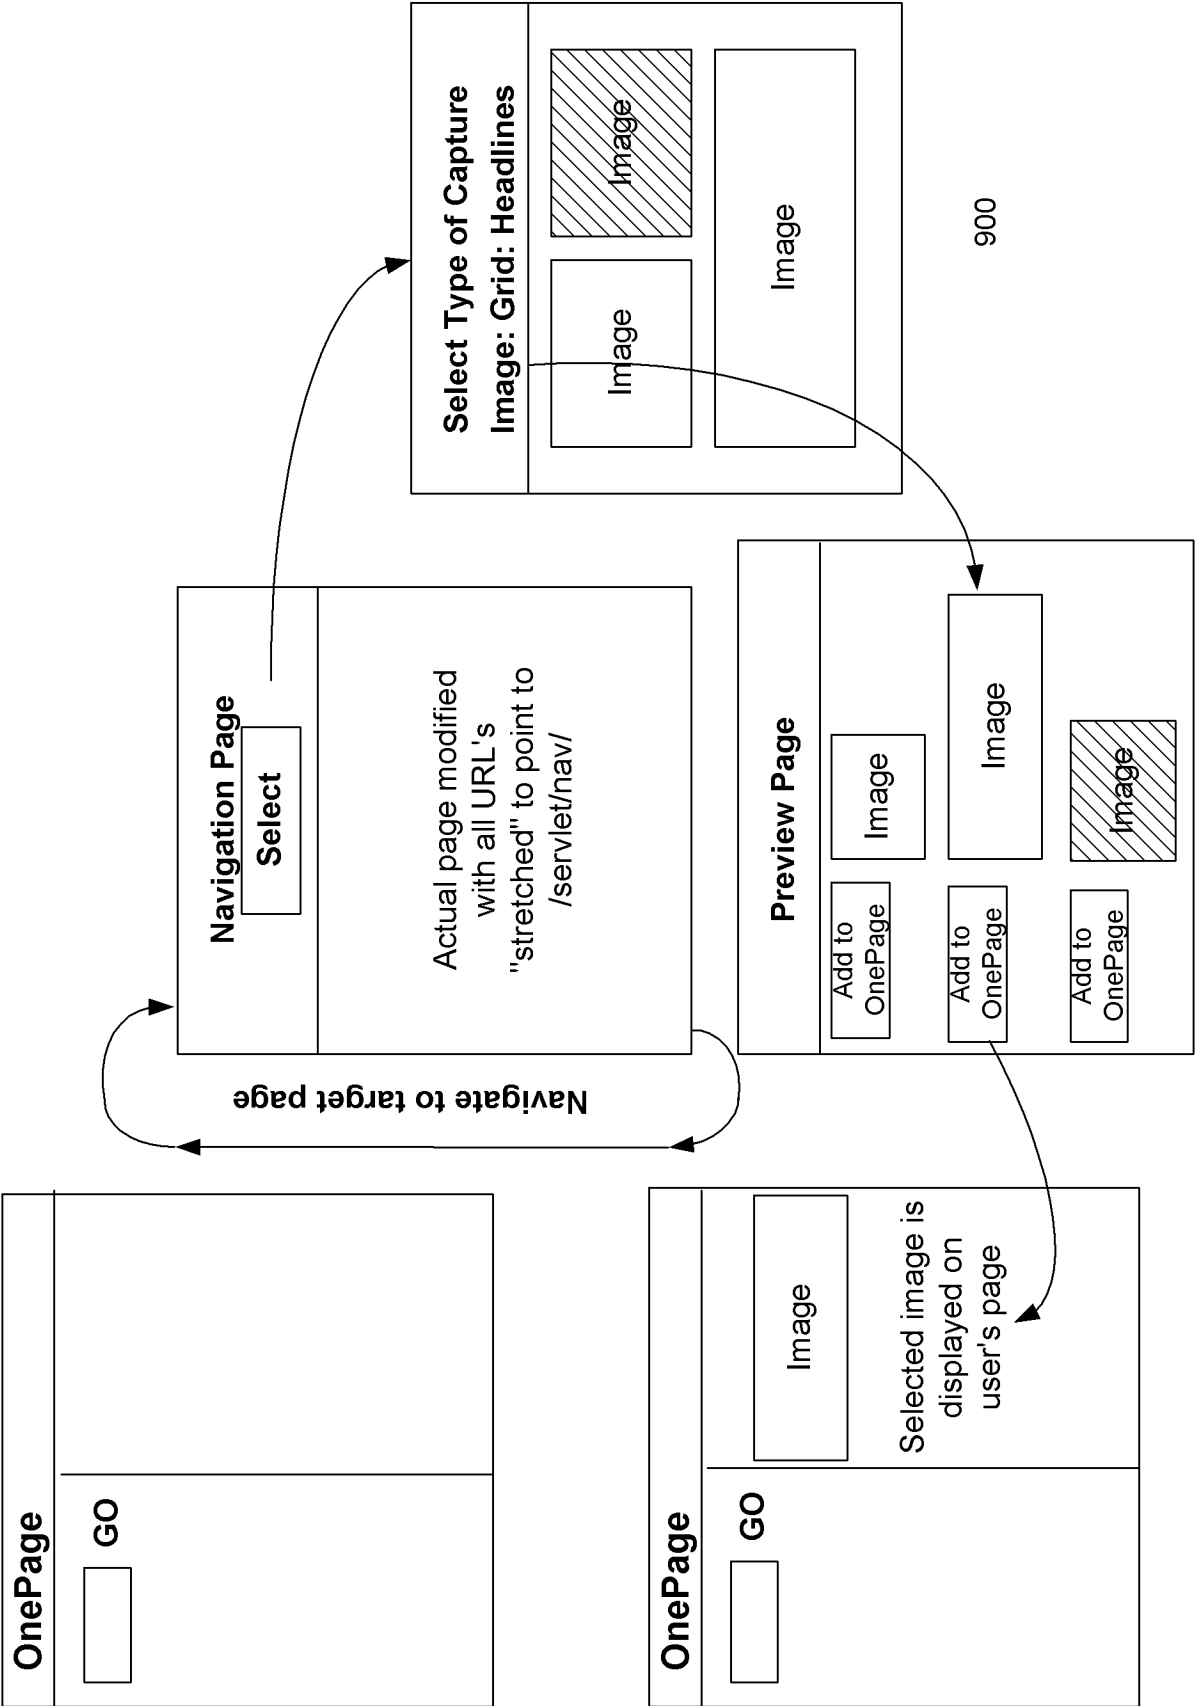 OnePage
GO
Navigate to target page
Navigation Page
Select
Actual page modified
with all URL's
"stretched" to point to
/servlet/nav/
Select Type of Capture
Image: Grid: Headlines
Image
Image
Image
900
OnePage
GO
Image
Selected image is
displayed on
user's page
Preview Page
Add to
OnePage
Image
Add to
OnePage
Image
Add to
OnePage
Image